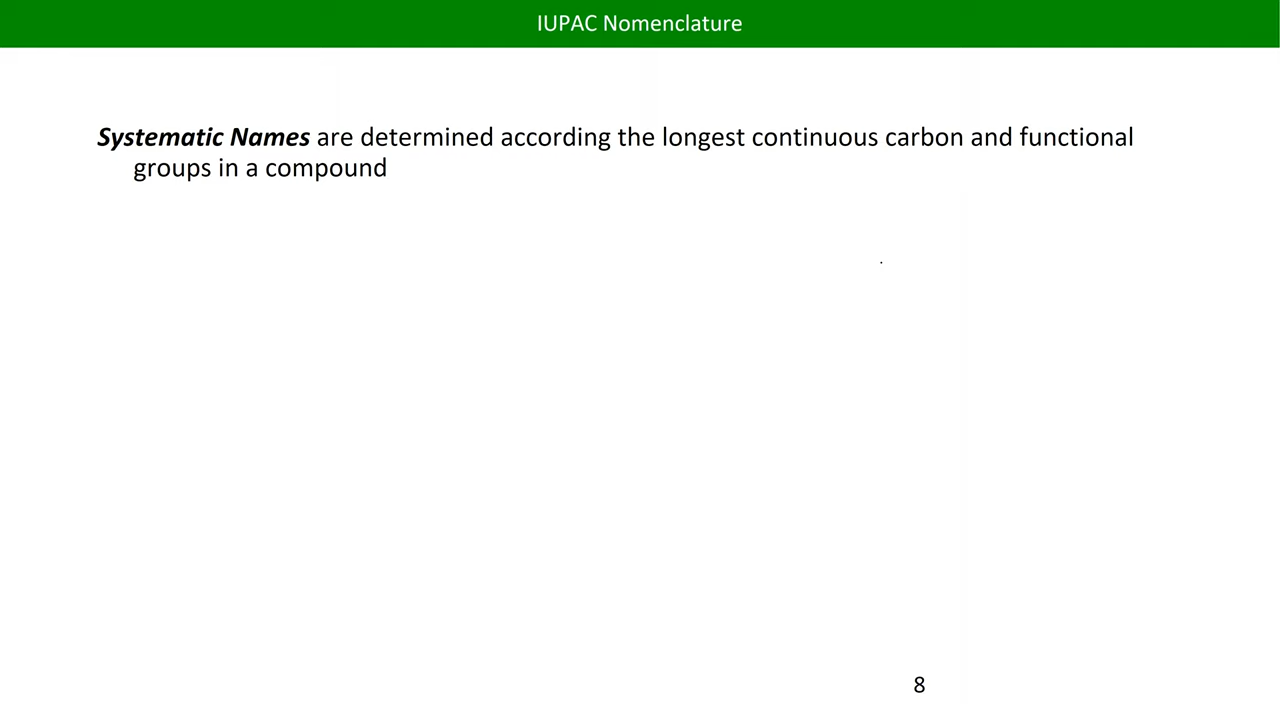 IUPAC Nomenclature
Systematic Names are determined according the longest continuous carbon and functional
groups in a compound
8